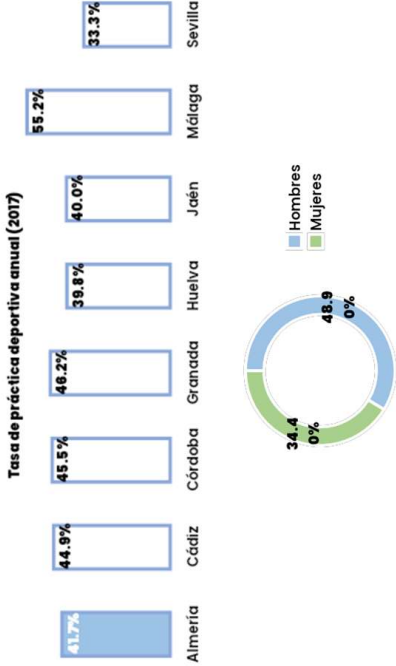 Tasa de práctica deportiva anual (2017)
41.7%
44.9%
45.5%
46.2%
39.8%
40.0%
55.2%
33.3%
Almería
Cádiz
Córdoba
Granada
Huelva
Jaén
Málaga
Sevilla
34.4
0%
48.9
0%
Hombres
Mujeres